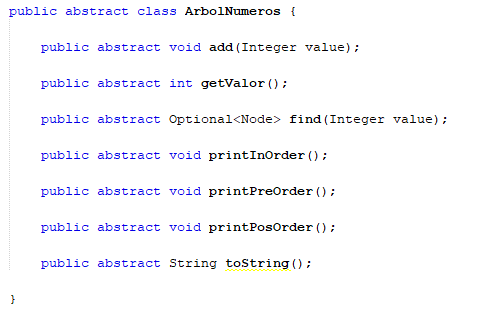 public abstract class ArbolNumeros {
public abstract void add(Integer value);
public abstract int getValor();
public abstract Optional<Node> find(Integer value);
public abstract void printInOrder();
public abstract void printPreOrder();
public abstract void printPosOrder();
public abstract String toString();
}